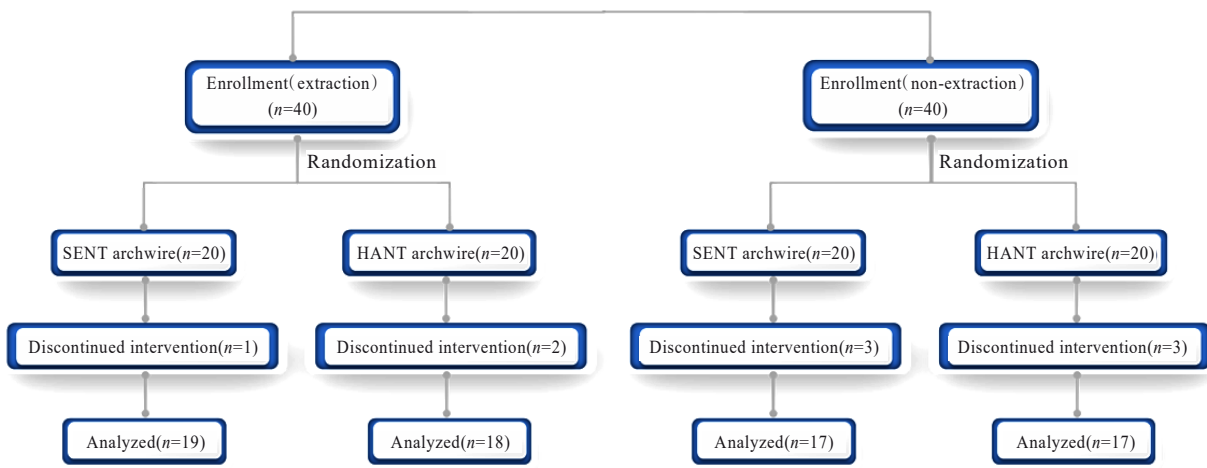 Enrollment(extraction)
(n=40)
Enrollment(non-extraction)
(n=40)
Randomization
Randomization
SENT archwire(n=20)
HANT archwire(n=20)
SENT archwire(n=20)
HANT archwire(n=20)
Discontinued intervention(n=1)
Discontinued intervention(n=2)
Discontinued intervention(n=3)
Discontinued intervention(n=3)
Analyzed(n=19)
Analyzed(n=18)
Analyzed(n=17)
Analyzed(n=17)